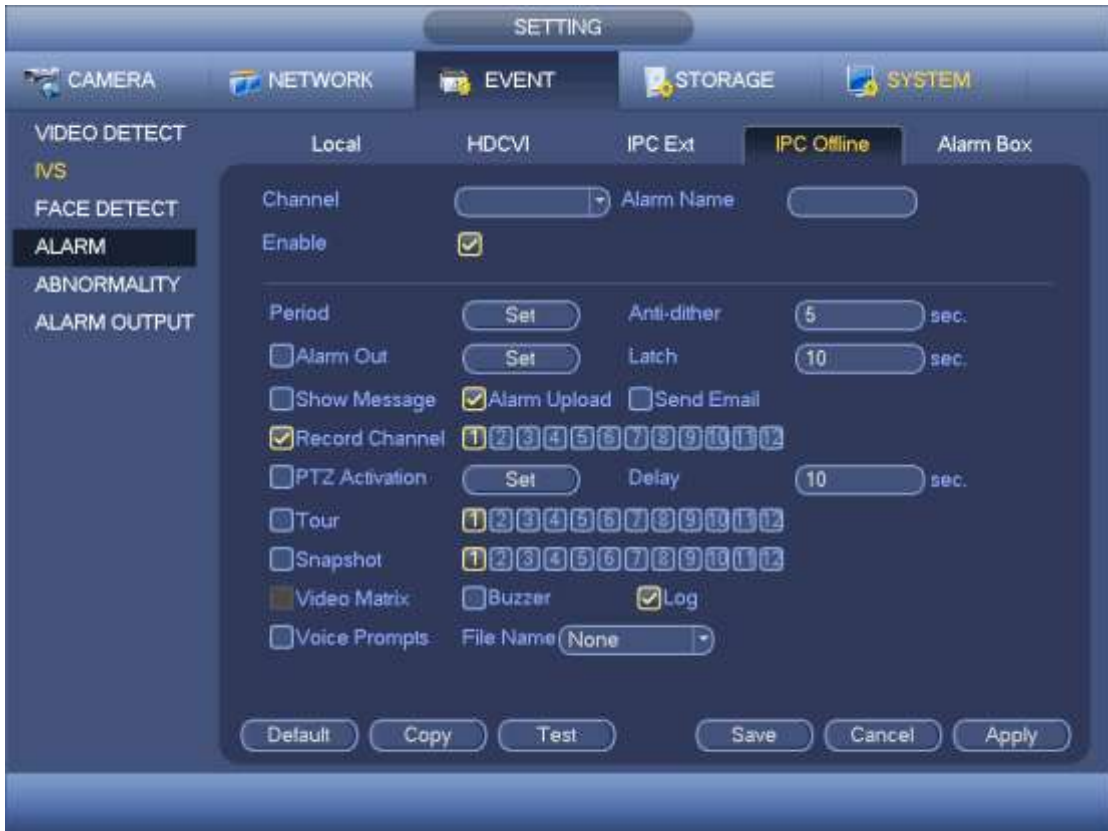 SETTING
CAMERA NETWORK EVENT STORAGE SYSTEM
VIDEO DETECT
IVS
FACE DETECT
ALARM
ABNORMALITY
ALARM OUTPUT
Local HDCVI IPC Ext IPC Offline Alarm Box
Channel Alarm Name
Enable
Period Set Anti-dither 5 sec.
Alarm Out Set Latch 10 sec.
Show Message Alarm Upload Send Email
Record Channel 1 2 3 4 5 6 7 8 9 10 11 12
PTZ Activation Set Delay 10 sec.
Tour 1 2 3 4 5 6 7 8 9 10 11 12
Snapshot 1 2 3 4 5 6 7 8 9 10 11 12
Video Matrix Buzzer Log
Voice Prompts File Name None
Default Copy Test Save Cancel Apply